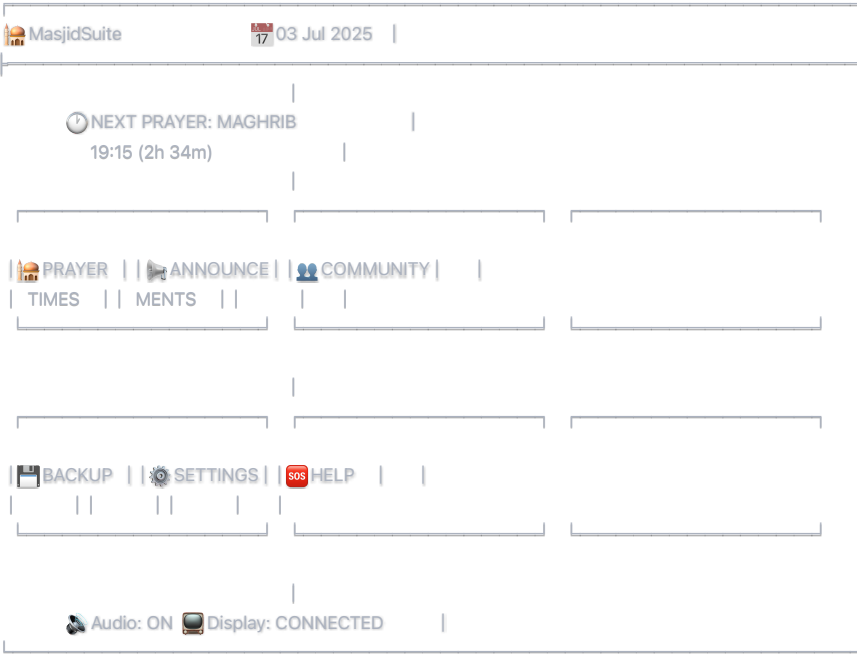 MasjidSuite 03 Jul 2025
NEXT PRAYER: MAGHRIB
19:15 (2h 34m)
PRAYER ANNOUNCE COMMUNITY
TIMES MENTS
BACKUP SETTINGS SOS HELP
Audio: ON Display: CONNECTED